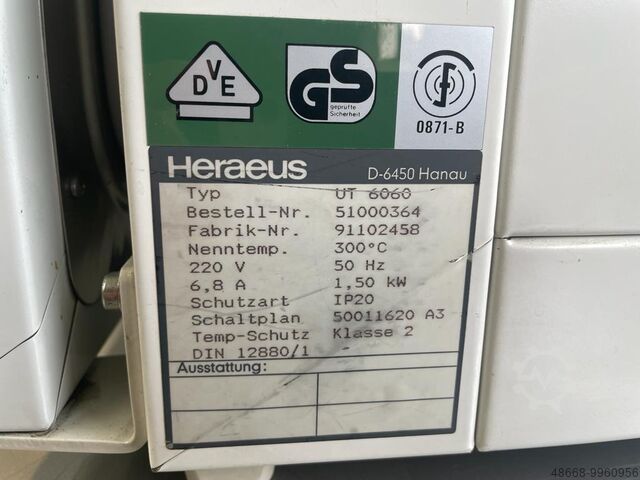 VDE
GS
geprüfte
Sicherheit
0871-B
Heraeus D-6450 Hanau
Typ UT 6060
Bestell-Nr. 51000364
Fabrik-Nr. 91102458
Nenntemp. 300°C
220 V 50 Hz
6,8 A 1,50 kW
Schutzart IP20
Schaltplan 50011620 A3
Temp-Schutz Klasse 2
DIN 12880/1
Ausstattung:
48668-9960956